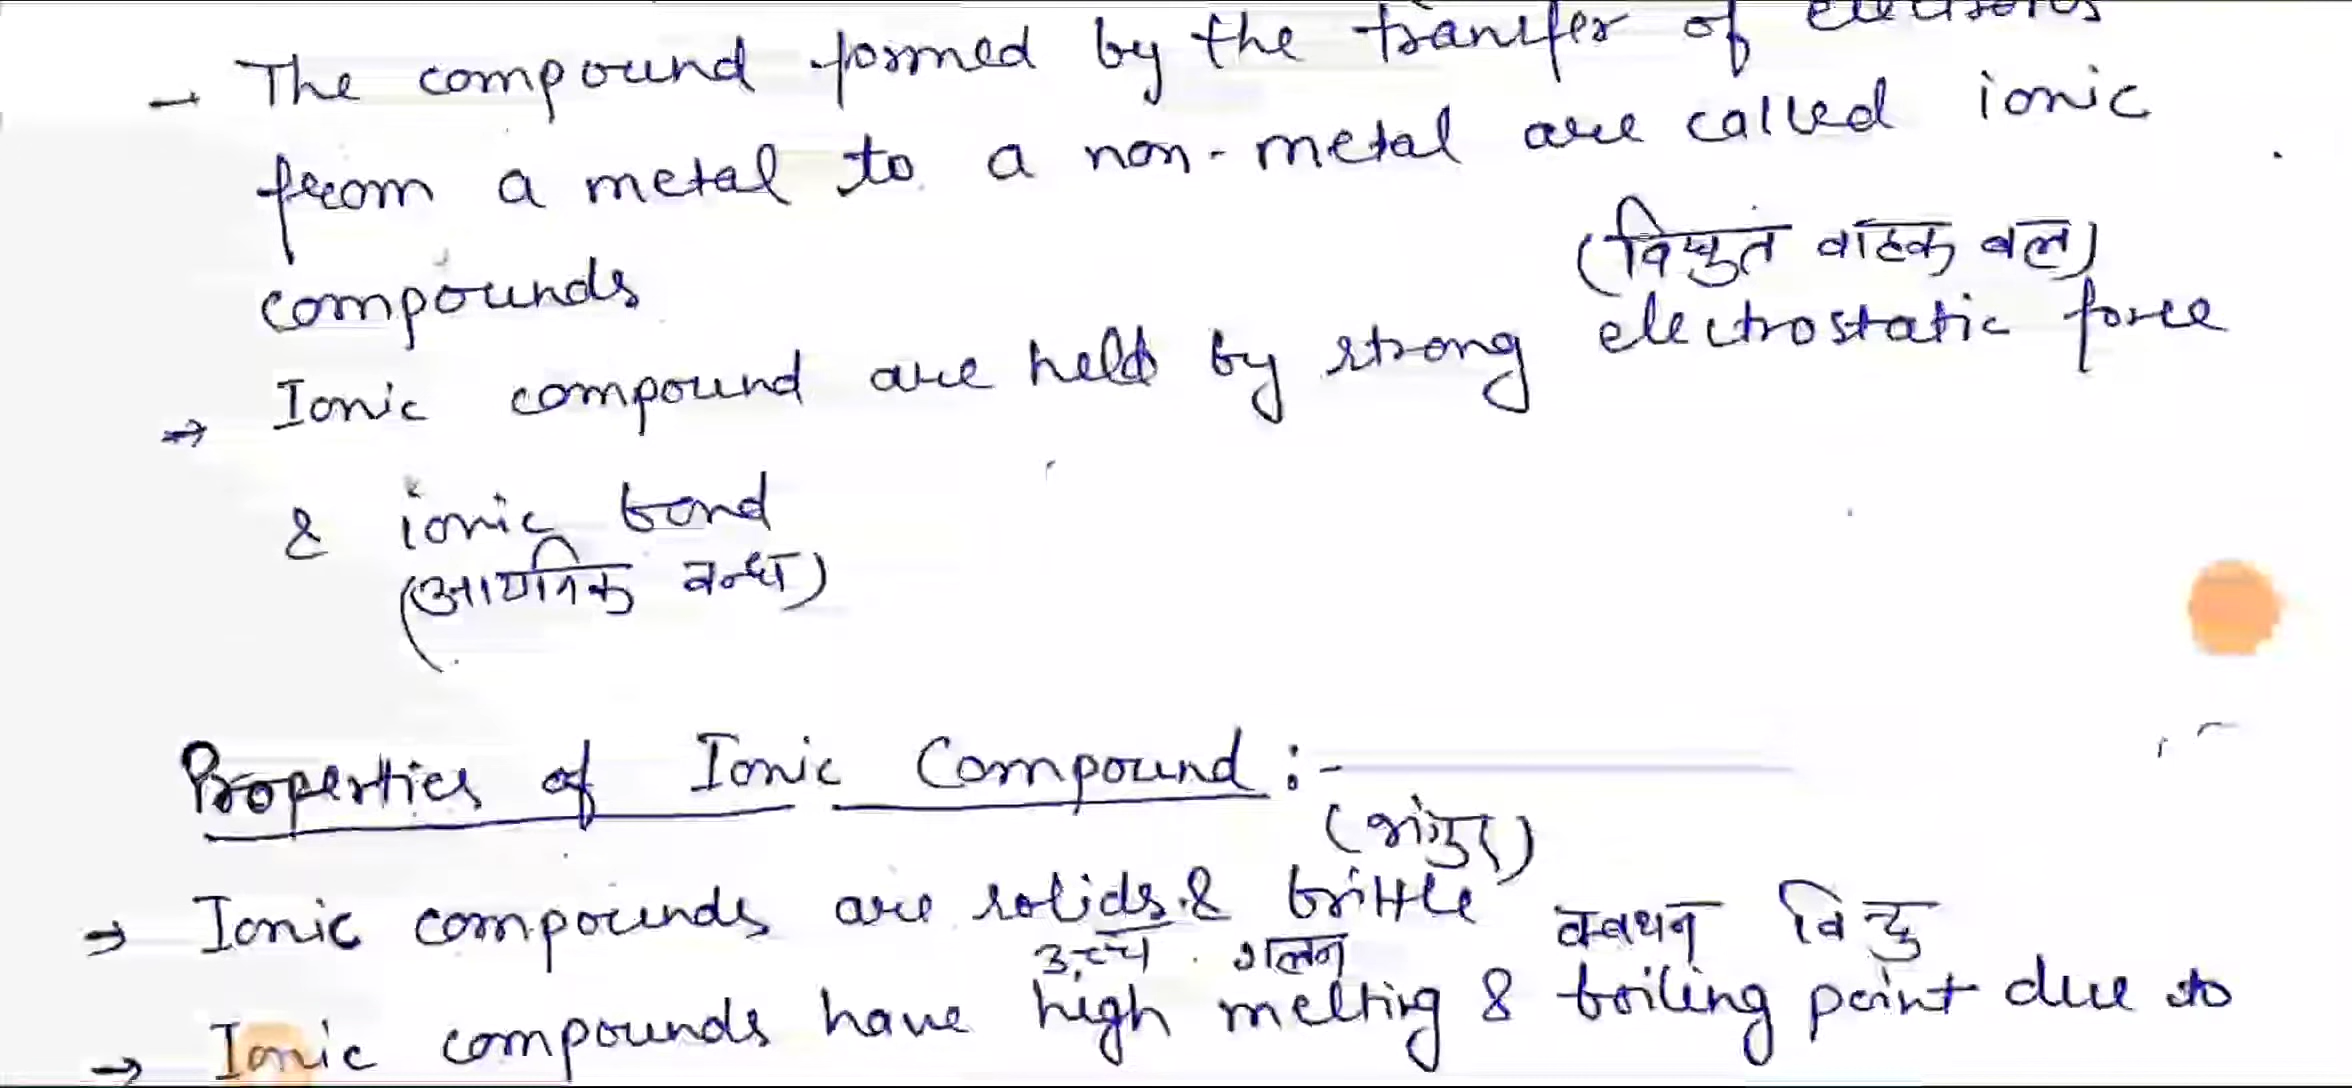 - The compound formed by the transfer of electrons
from a metal to a non-metal are called ionic
compounds
(विधुत वाहक बल)
→ Ionic compound are held by strong electrostatic force
& ionic bond
(आयनिक बन्ध)
Properties of Ionic Compound :-
(भंगुर)
→ Ionic compounds are solids & brittle
उच्च गलन क्वथन विन्दु
→ Ionic compounds have high melting & boiling point due to